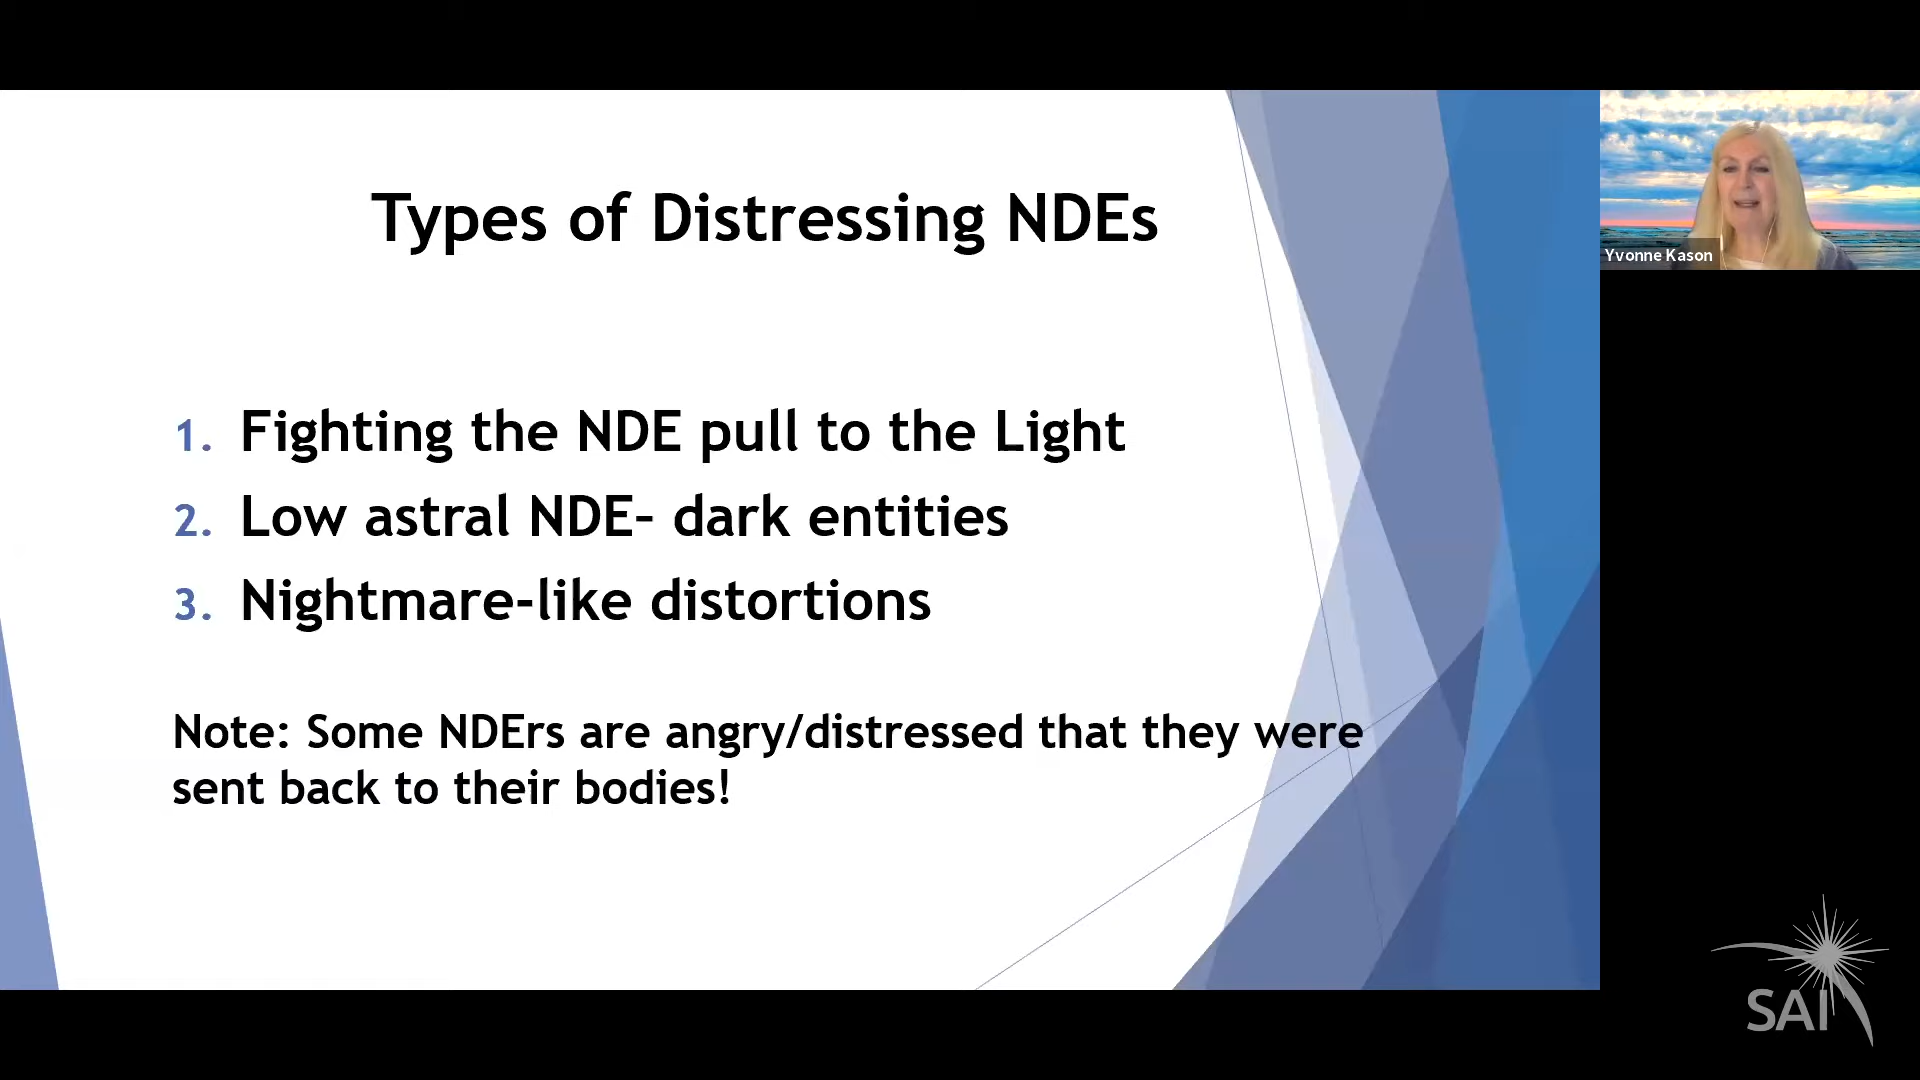 Types of Distressing NDEs
1. Fighting the NDE pull to the Light
2. Low astral NDE– dark entities
3. Nightmare-like distortions
Note: Some NDErs are angry/distressed that they were
sent back to their bodies!
Yvonne Kason
SAI